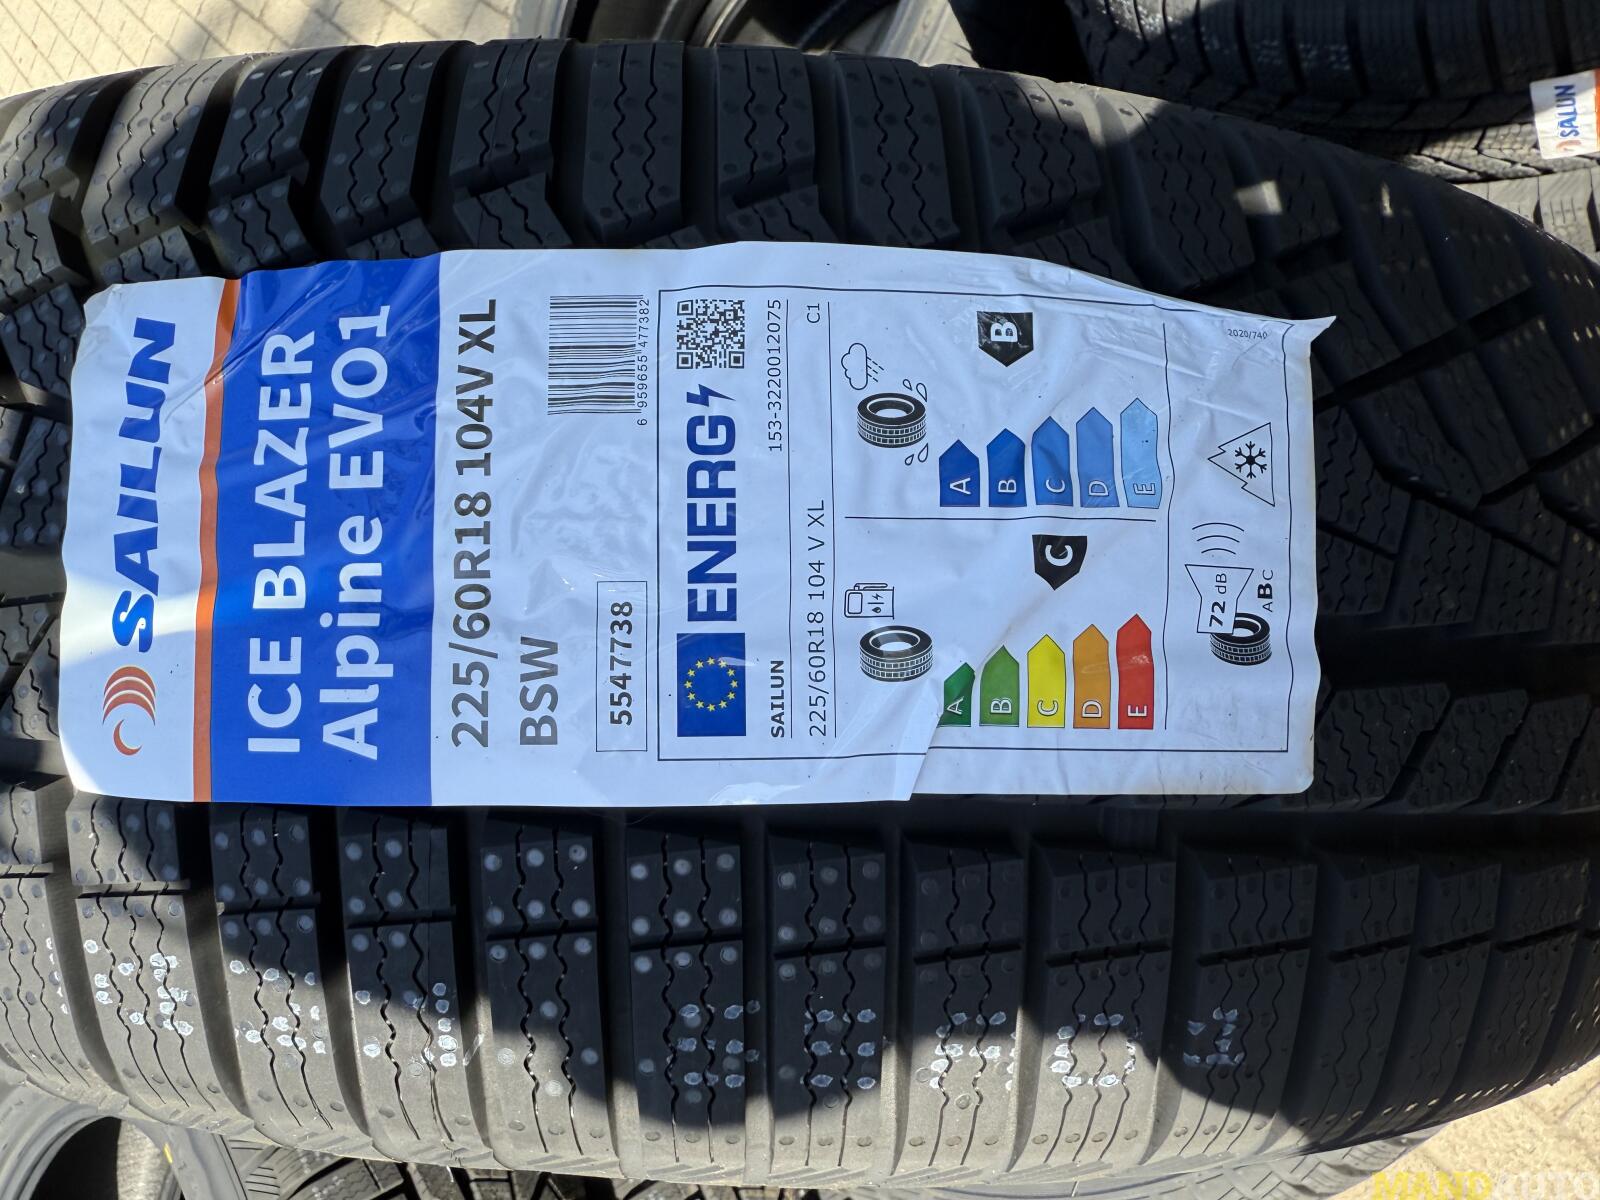 SAILUN
ICE BLAZER
Alpine EVO1
225/60R18 104V XL
BSW
5547738
6 959655 477382
ENERG
SAILUN
153-3220012075
225/60R18 104 V XL
C1
A
B
C
D
E
C
A
B
C
D
E
B
72 dB
ABC
2020/740
SAILUN
MANDAUTO